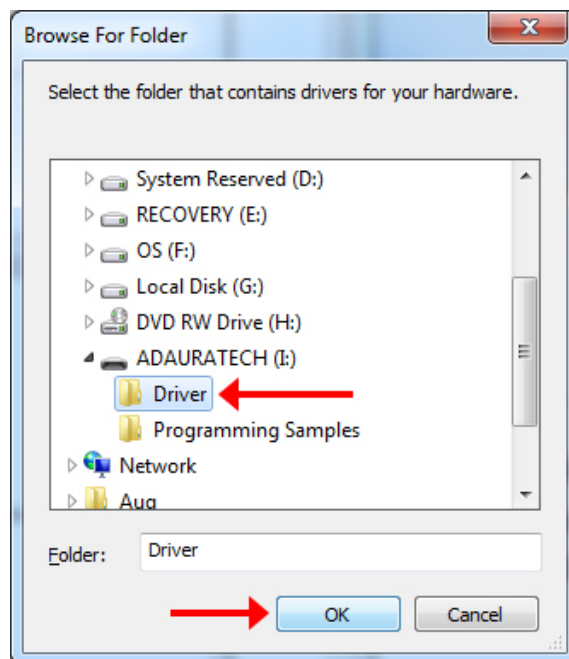 Browse For Folder
Select the folder that contains drivers for your hardware.
System Reserved (D:)
RECOVERY (E:)
OS (F:)
Local Disk (G:)
DVD RW Drive (H:)
ADAURATECH (I:)
Driver
Programming Samples
Network
Aug
Folder: Driver
OK Cancel